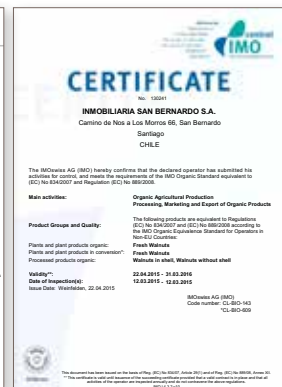 control
IMO
CERTIFICATE
No. 130241
INMOBILIARIA SAN BERNARDO S.A.
Camino de Nos a Los Morros 66, San Bernardo
Santiago
CHILE
The IMOswiss AG (IMO) hereby confirms that the declared operator has submitted his
activities for control, and meets the requirements of the IMO Organic Standard equivalent to
(EC) No 834/2007 and Regulation (EC) No 889/2008.
Main activities: Organic Agricultural Production
Processing, Marketing and Export of Organic Products
Product Groups and Quality: The following products are equivalent to Regulations
(EC) No 834/2007 and (EC) No 889/2008 according to
the IMO Organic Equivalence Standard for Operators in
Non-EU Countries:
Plants and plant products organic: Fresh Walnuts
Plants and plant products in conversion*: Fresh Walnuts
Processed products organic: Walnuts in shell, Walnuts without shell
Validity**: 22.04.2015 - 31.03.2016
Date of Inspection(s): 12.03.2015 - 12.03.2015
Issue Date: Weinfelden, 22.04.2015
IMOswiss AG (IMO)
Code number: CL-BIO-143
*CL-BIO-609